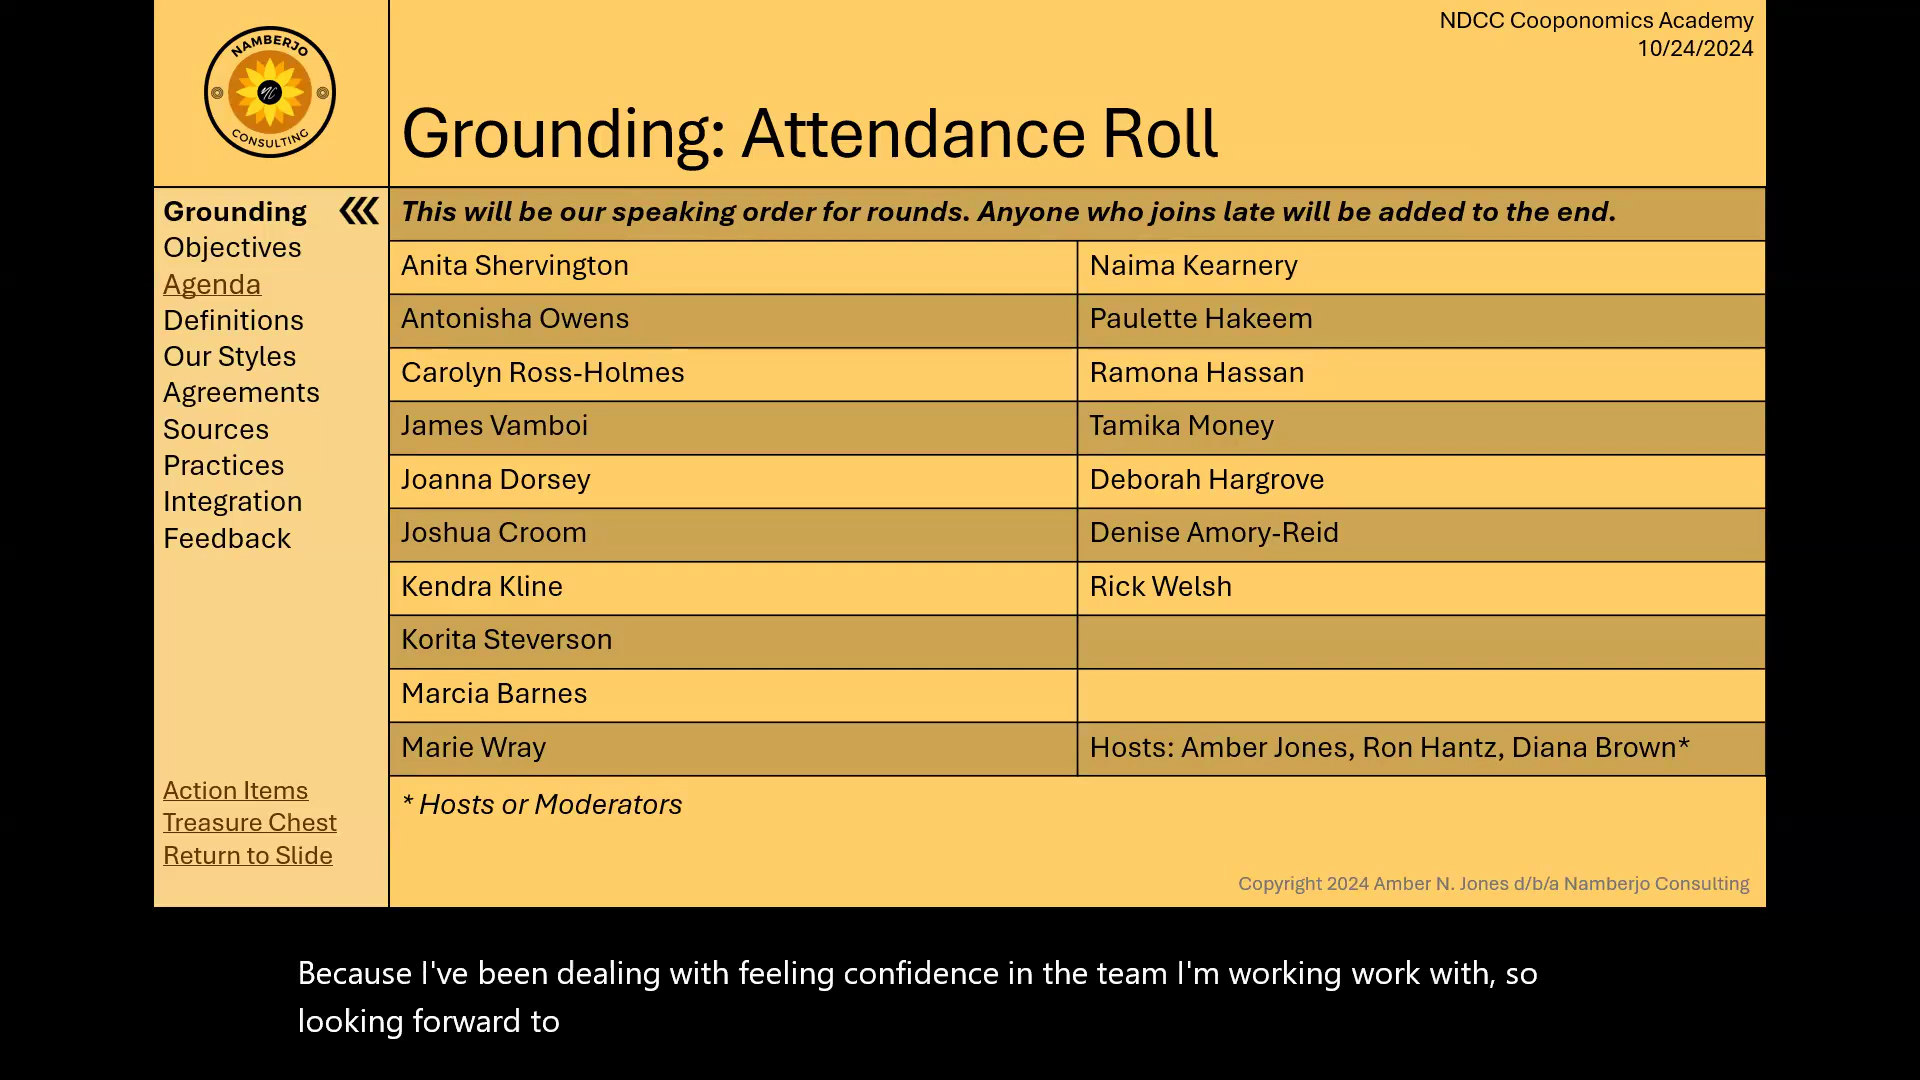 NAMBERJO
CONSULTING
NDCC Cooponomics Academy
10/24/2024
Grounding: Attendance Roll
Grounding
Objectives
Agenda
Definitions
Our Styles
Agreements
Sources
Practices
Integration
Feedback
Action Items
Treasure Chest
Return to Slide
This will be our speaking order for rounds. Anyone who joins late will be added to the end.
Anita Shervington
Antonisha Owens
Carolyn Ross-Holmes
James Vamboi
Joanna Dorsey
Joshua Croom
Kendra Kline
Korita Steverson
Marcia Barnes
Marie Wray
Naima Kearnery
Paulette Hakeem
Ramona Hassan
Tamika Money
Deborah Hargrove
Denise Amory-Reid
Rick Welsh
Hosts: Amber Jones, Ron Hantz, Diana Brown*
* Hosts or Moderators
Copyright 2024 Amber N. Jones d/b/a Namberjo Consulting
Because I've been dealing with feeling confidence in the team I'm working work with, so
looking forward to